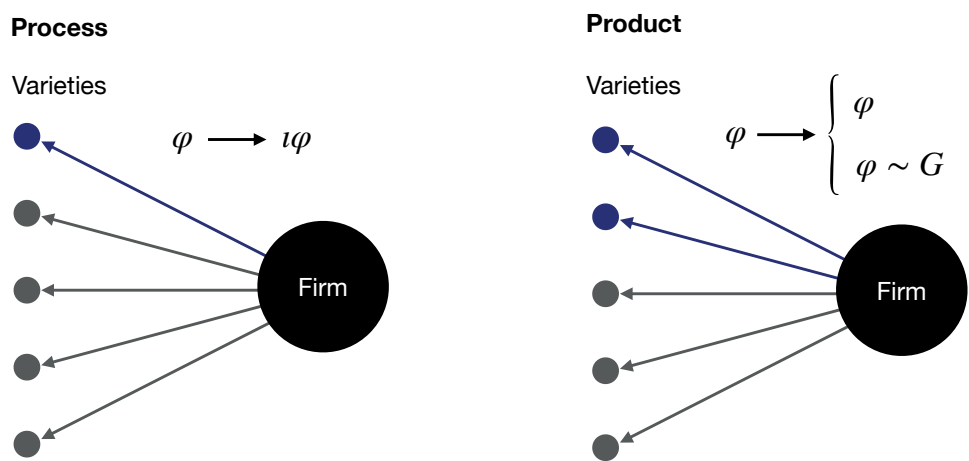 Process
Varieties
φ ⟶ ιφ
Firm
Product
Varieties
φ ⟶ { φ
φ ∼ G
Firm